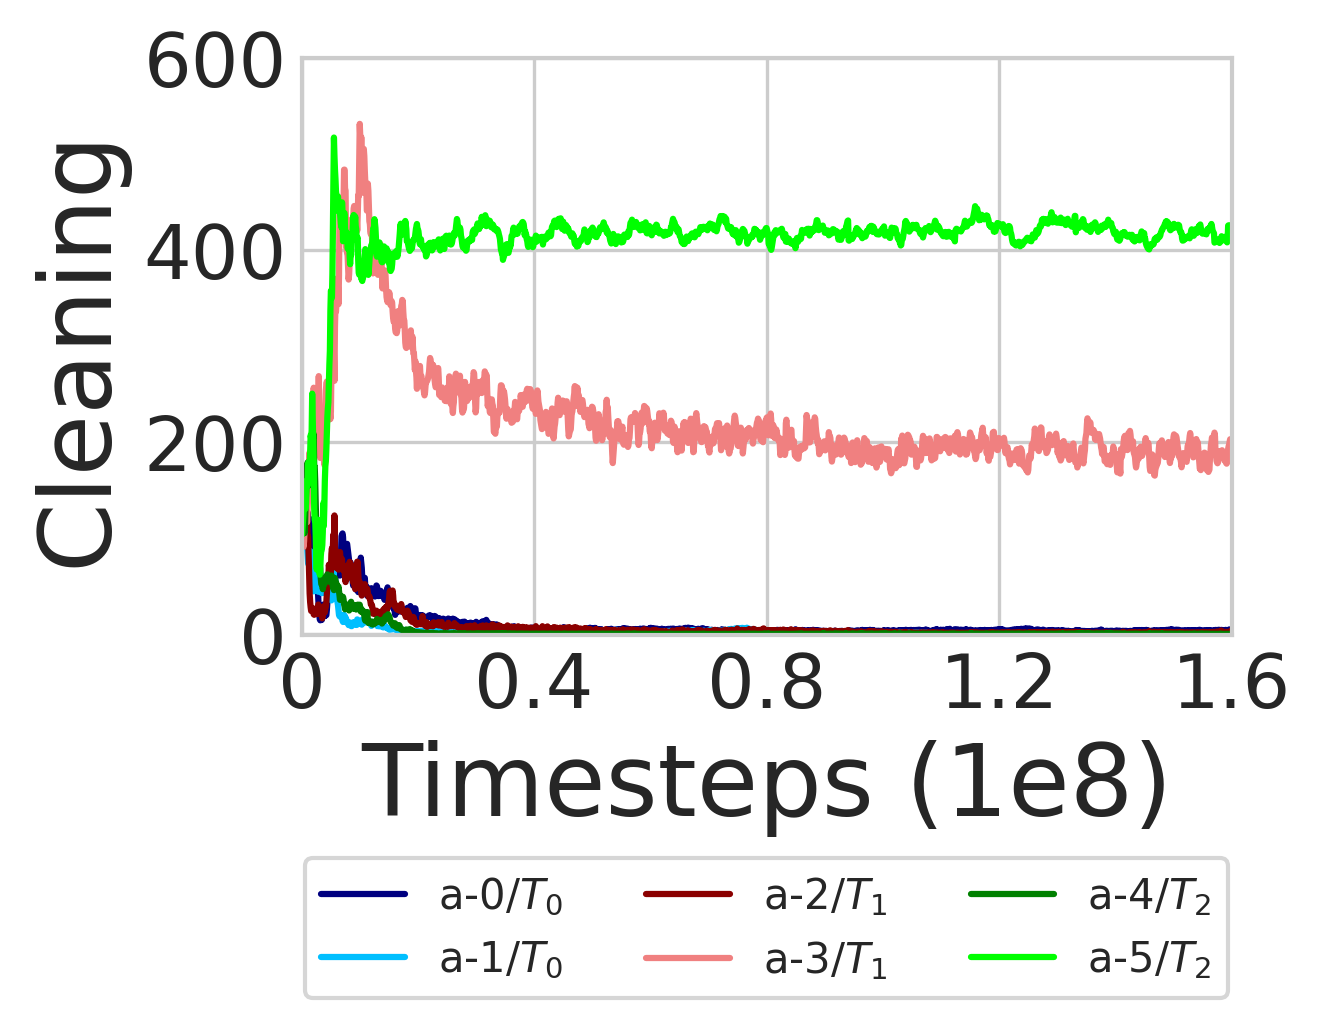 600
400
200
0
Cleaning
0 0.4 0.8 1.2 1.6
Timesteps (1e8)
a-0/T₀ a-2/T₁ a-4/T₂
a-1/T₀ a-3/T₁ a-5/T₂